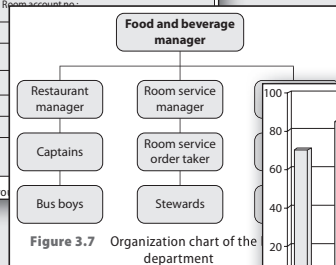 Room account no.:
Food and beverage
manager
Restaurant
manager
Room service
manager
Captains
Room service
order taker
Bus boys
Stewards
100
80
60
40
20
Figure 3.7 Organization chart of the
department